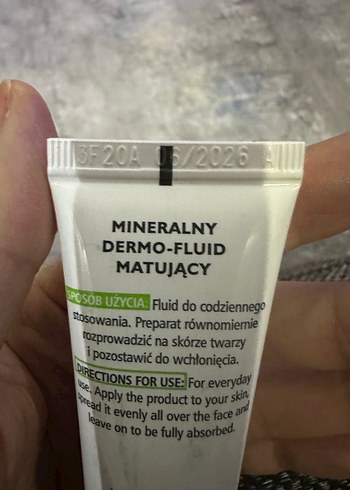 3F20A 06/2026 A
MINERALNY
DERMO-FLUID
MATUJĄCY
SPOSÓB UŻYCIA: Fluid do codziennego
stosowania. Preparat równomiernie
rozprowadzić na skórze twarzy
i pozostawić do wchłonięcia.
DIRECTIONS FOR USE: For everyday
use. Apply the product to your skin,
spread it evenly all over the face and
leave on to be fully absorbed.